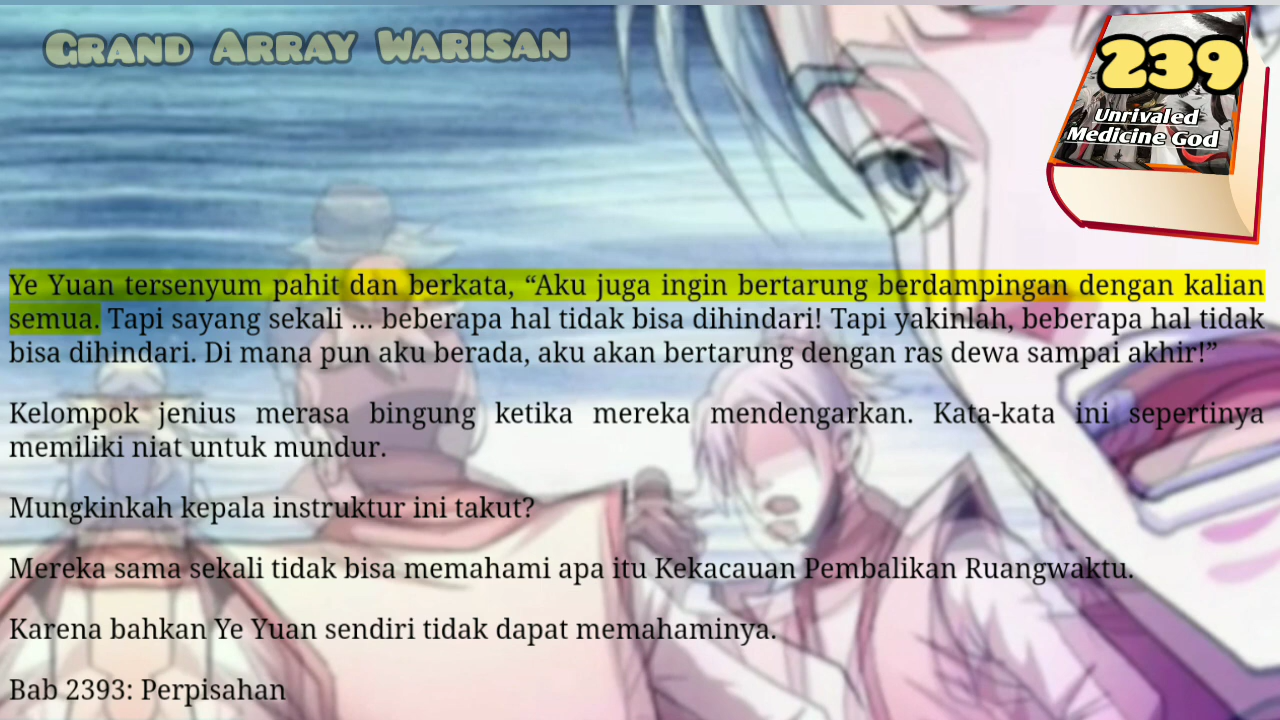 Grand Array Warisan
239
Unrivaled
Medicine God
Ye Yuan tersenyum pahit dan berkata, “Aku juga ingin bertarung berdampingan dengan kalian
semua. Tapi sayang sekali ... beberapa hal tidak bisa dihindari! Tapi yakinlah, beberapa hal tidak
bisa dihindari. Di mana pun aku berada, aku akan bertarung dengan ras dewa sampai akhir!”
Kelompok jenius merasa bingung ketika mereka mendengarkan. Kata-kata ini sepertinya
memiliki niat untuk mundur.
Mungkinkah kepala instruktur ini takut?
Mereka sama sekali tidak bisa memahami apa itu Kekacauan Pembalikan Ruangwaktu.
Karena bahkan Ye Yuan sendiri tidak dapat memahaminya.
Bab 2393: Perpisahan